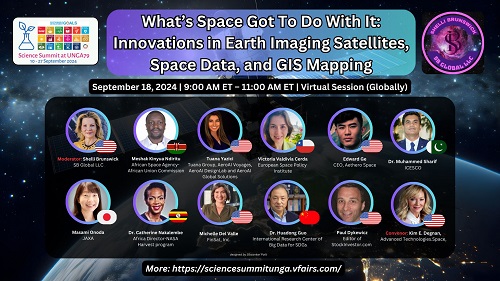 Science Summit at UNGA79
10 - 27 September 2024
What's Space Got To Do With It:
Innovations in Earth Imaging Satellites,
Space Data, and GIS Mapping
SHELLI BRUNSWICK
SB GLOBAL LLC
September 18, 2024 | 9:00 AM ET – 11:00 AM ET | Virtual Session (Globally)
Moderator: Shelli Brunswick
SB Global LLC
Meshak Kinyua Ndiritu
African Space Agency-
African Union Commission
Tuana Yazici
Tuana Group, AeroAI Voyages,
AeroAI DesignLab and AeroAI
Global Solutions
Victoria Valdivia Cerda
European Space Policy
Institute
Edward Ge
CEO, Aethero Space
Dr. Muhammed Sharif
ICESCO
Masami Onoda
JAXA
Dr. Catherine Nakalembe
Africa Director-NASA
Harvest program
Michelle Del Valle
FinSat, Inc.
Dr. Huadong Guo
International Research Center of
Big Data for SDGs
Paul Dykewicz
Editor of
StockInvestor.com
Convenor: Kim E. Degnan,
Advanced Technologies.Space.
More: https://sciencesummitunga.vfairs.com/